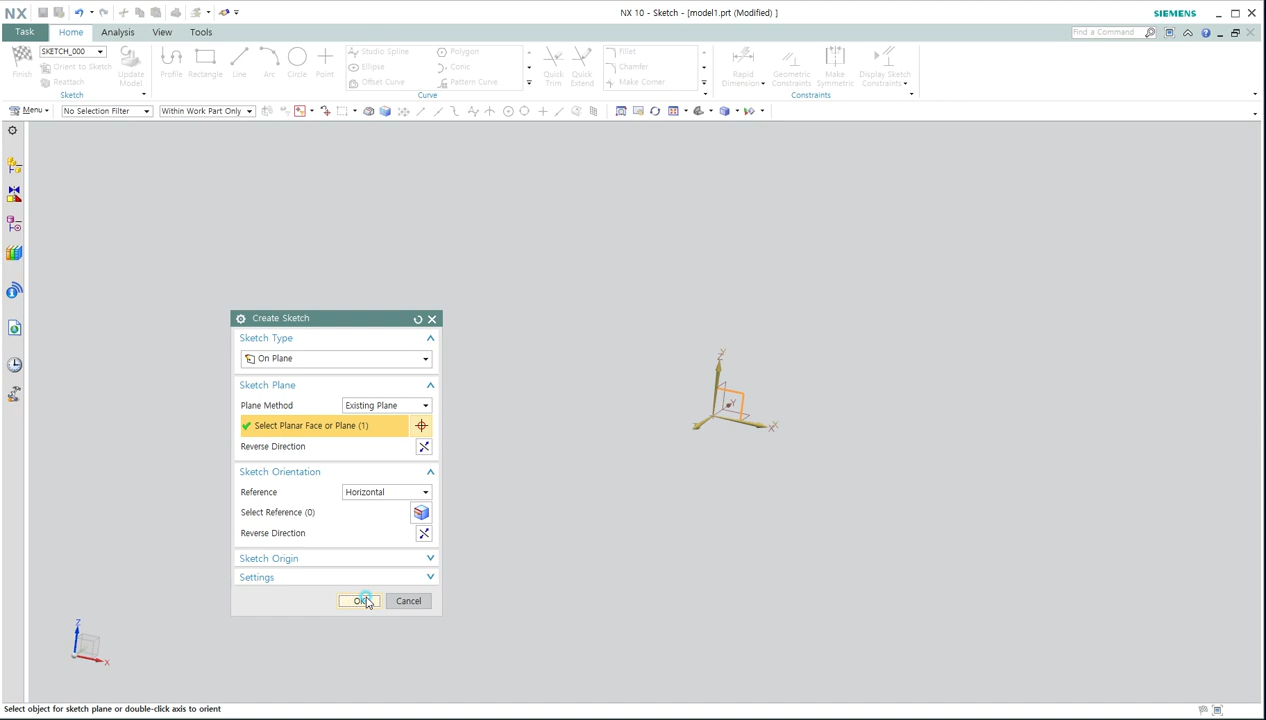 NX
NX 10 - Sketch - [model1.prt (Modified) ]
SIEMENS
Task
Home
Analysis
View
Tools
Find a Command
SKETCH_000
Orient to Sketch
Reattach
Finish
Update Model
Sketch
Profile
Rectangle
Line
Arc
Circle
Point
Studio Spline
Ellipse
Offset Curve
Polygon
Conic
Pattern Curve
Quick Trim
Quick Extend
Fillet
Chamfer
Make Corner
Curve
Rapid Dimension
Geometric Constraints
Make Symmetric
Display Sketch Constraints
Constraints
Menu
No Selection Filter
Within Work Part Only
Create Sketch
Sketch Type
On Plane
Sketch Plane
Plane Method
Existing Plane
Select Planar Face or Plane (1)
Reverse Direction
Sketch Orientation
Reference
Horizontal
Select Reference (0)
Reverse Direction
Sketch Origin
Settings
OK
Cancel
Y
Z
Y
X
Z
X
Select object for sketch plane or double-click axis to orient